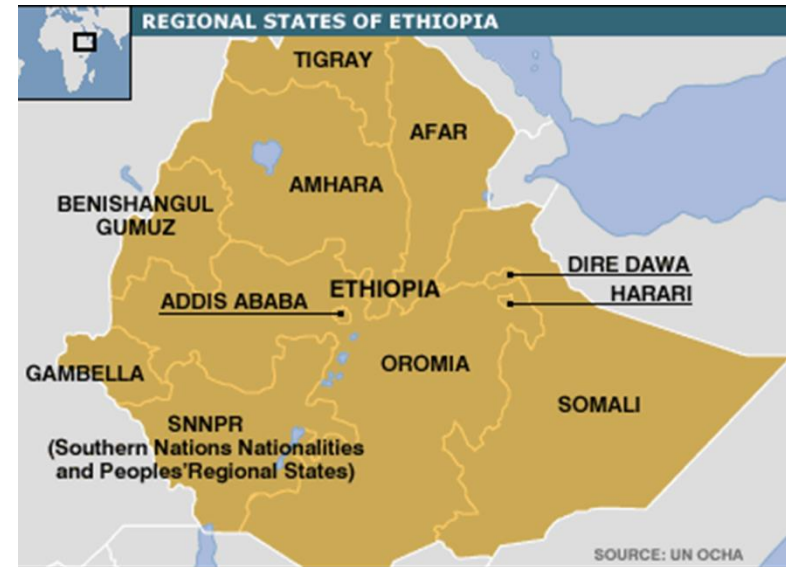 REGIONAL STATES OF ETHIOPIA
TIGRAY
AFAR
AMHARA
BENISHANGUL
GUMUZ
DIRE DAWA
ETHIOPIA
HARARI
ADDIS ABABA
OROMIA
GAMBELLA
SOMALI
SNNPR
(Southern Nations Nationalities
and Peoples'Regional States)
SOURCE: UN OCHA